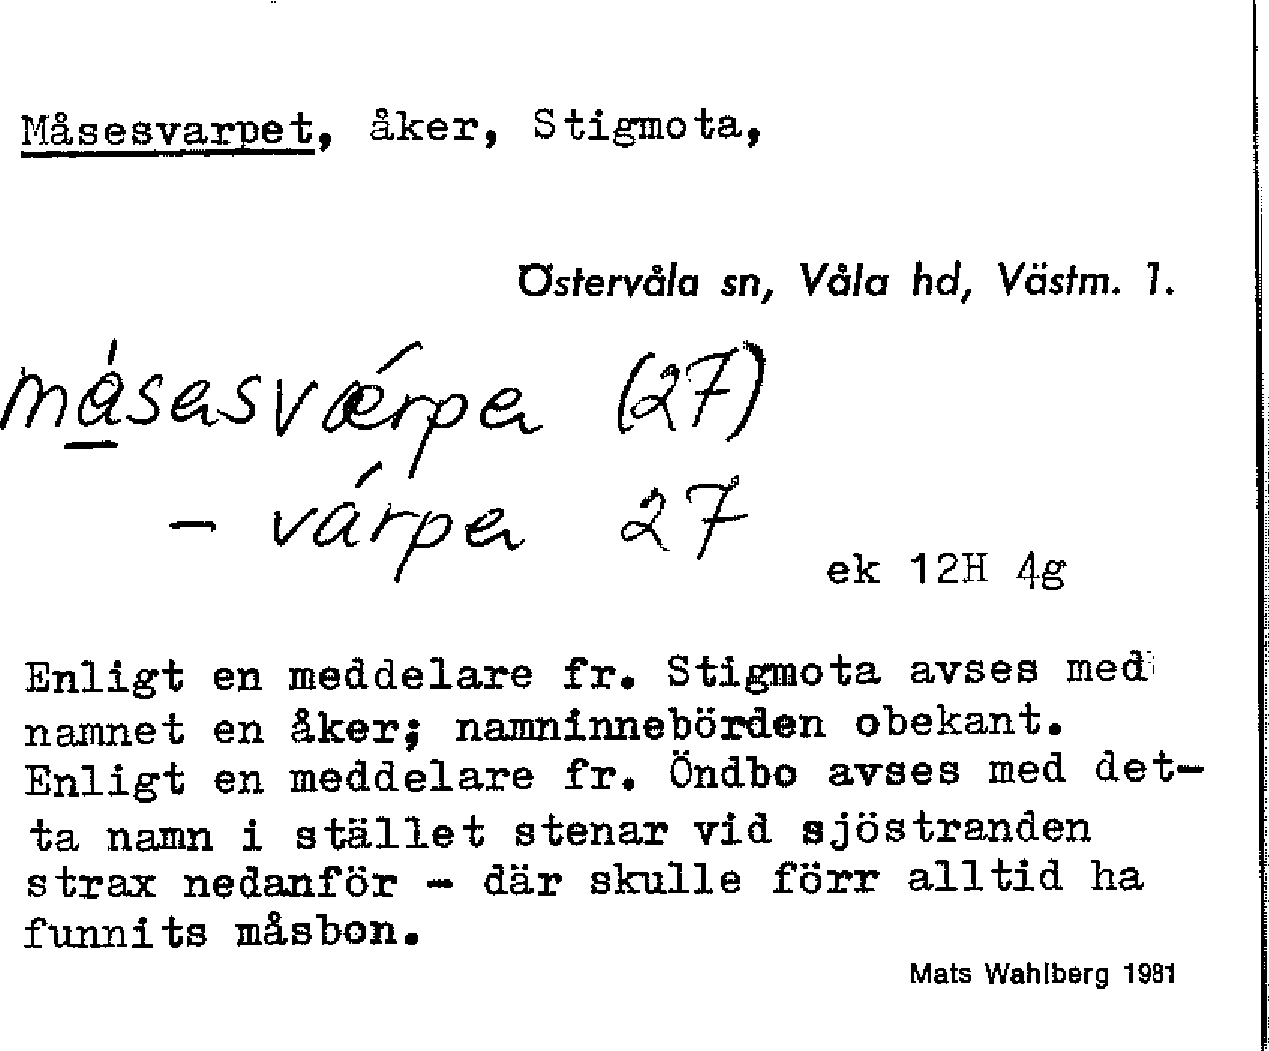 Måsesvarpet, åker, Stigmota,
Östervåla sn, Våla hd, Västm. l.
(27)
- várpa 27
ek 12H 4g
Enligt en meddelare fr. Stigmota avses med
namnet en åker; namninnebörden obekant.
Enligt en meddelare fr. Öndbo avses med det-
ta namn i stället stenar vid sjöstranden
strax nedanför - där skulle förr alltid ha
funnits måsbon.
Mats Wahlberg 1981